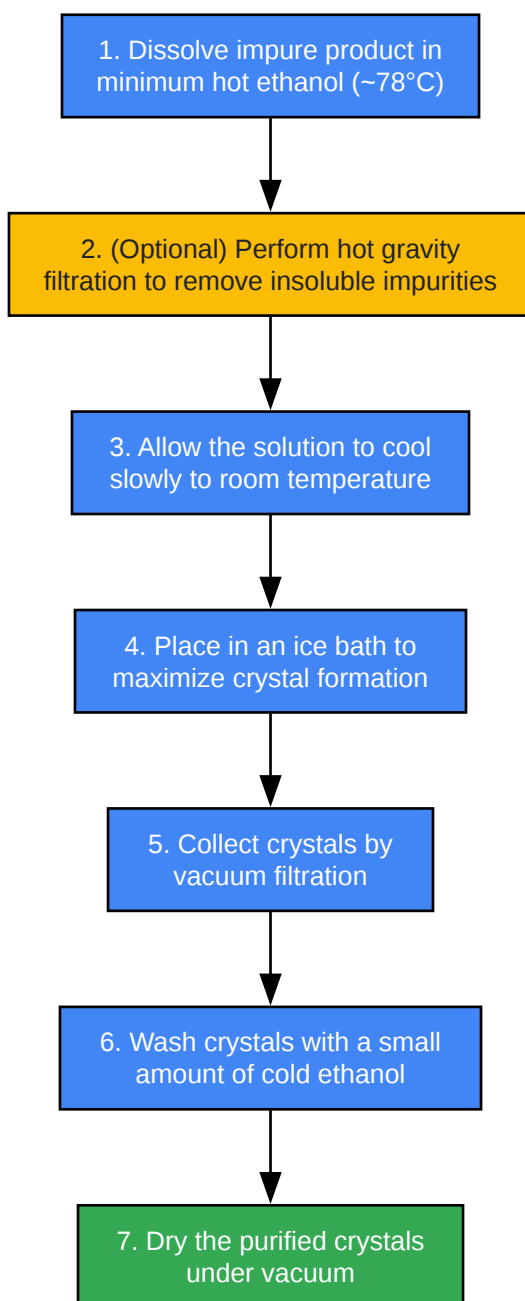 1. Dissolve impure product in
minimum hot ethanol (~78°C)
2. (Optional) Perform hot gravity
filtration to remove insoluble impurities
3. Allow the solution to cool
slowly to room temperature
4. Place in an ice bath to
maximize crystal formation
5. Collect crystals by
vacuum filtration
6. Wash crystals with a small
amount of cold ethanol
7. Dry the purified crystals
under vacuum